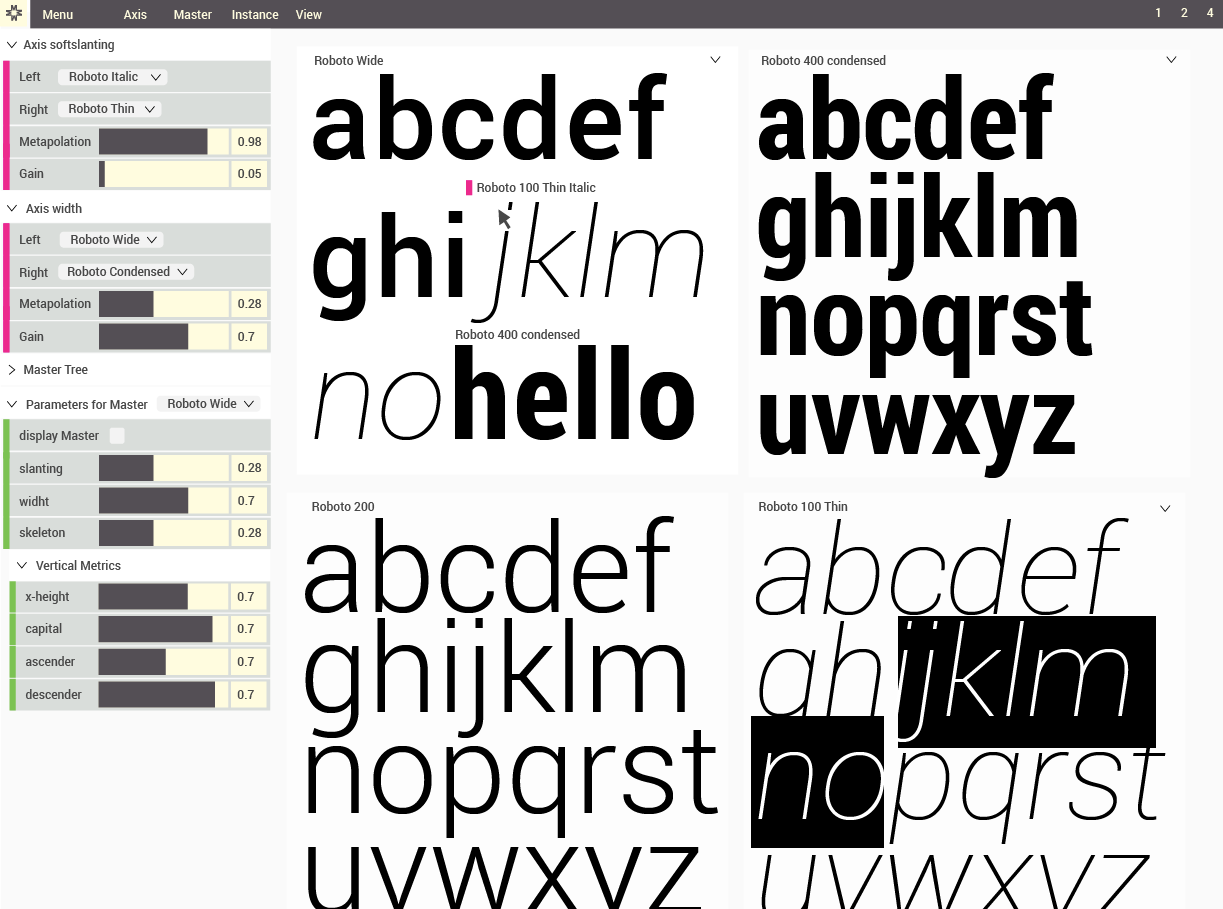 Menu Axis Master Instance View 1 2 4
Axis softslanting
Left Roboto Italic
Right Roboto Thin
Metapolation 0.98
Gain 0.05
Axis width
Left Roboto Wide
Right Roboto Condensed
Metapolation 0.28
Gain 0.7
Master Tree
Parameters for Master Roboto Wide
display Master
slanting 0.28
widht 0.7
skeleton 0.28
Vertical Metrics
x-height 0.7
capital 0.7
ascender 0.7
descender 0.7
Roboto Wide
abcdef
Roboto 100 Thin Italic
ghijklm
Roboto 400 condensed
nohello
Roboto 400 condensed
abcdef
ghijklm
nopqrst
uvwxyz
Roboto 200
abcdef
ghijklm
nopqrst
uvwxyz
Roboto 100 Thin
abcdef
ghijklm
nopqrst
uvwxyz